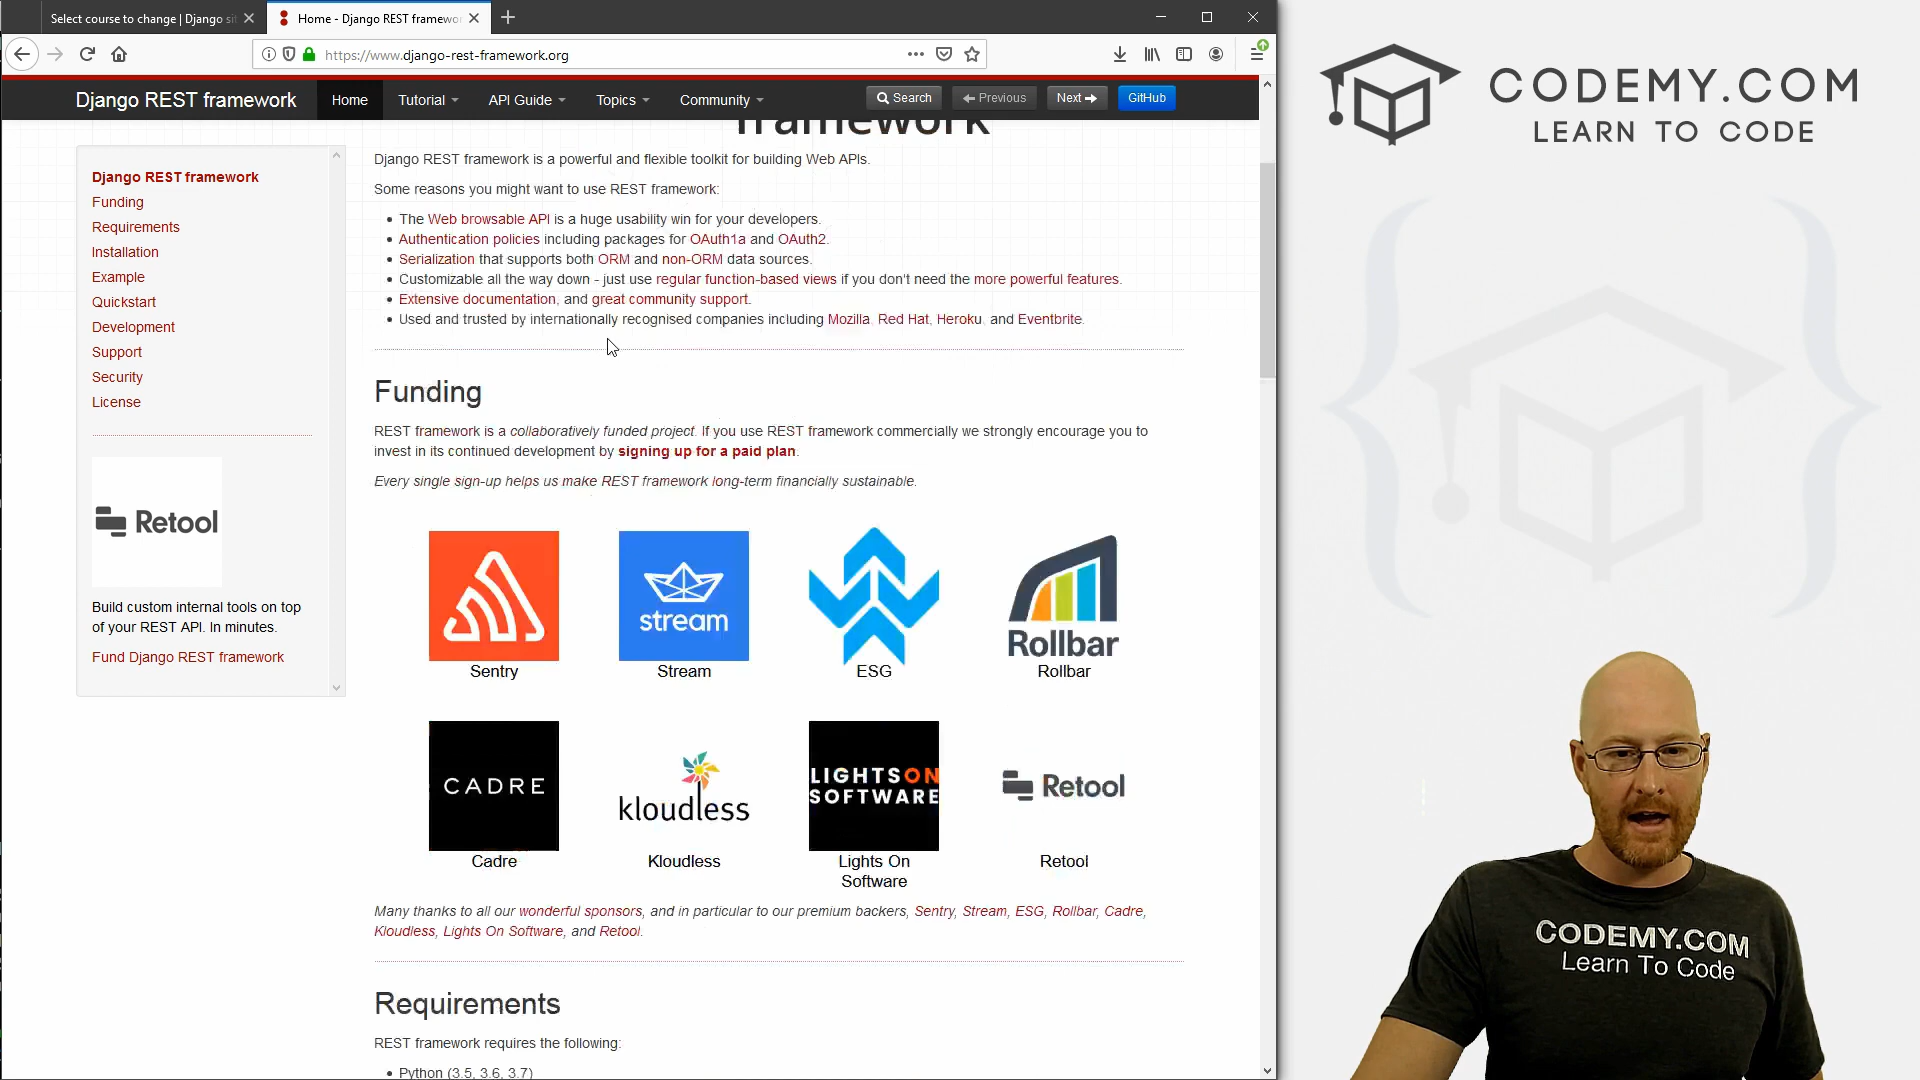 Select course to change | Django si
Home - Django REST framewo
https://www.django-rest-framework.org
Django REST framework
Home
Tutorial
API Guide
Topics
Community
Search
Previous
Next
GitHub
framework
Django REST framework
Funding
Requirements
Installation
Example
Quickstart
Development
Support
Security
License
Retool
Build custom internal tools on top
of your REST API. In minutes.
Fund Django REST framework
Django REST framework is a powerful and flexible toolkit for building Web APIs.
Some reasons you might want to use REST framework:
The Web browsable API is a huge usability win for your developers.
Authentication policies including packages for OAuth1a and OAuth2.
Serialization that supports both ORM and non-ORM data sources.
Customizable all the way down - just use regular function-based views if you don't need the more powerful features.
Extensive documentation, and great community support.
Used and trusted by internationally recognised companies including Mozilla, Red Hat, Heroku, and Eventbrite.
Funding
REST framework is a collaboratively funded project. If you use REST framework commercially we strongly encourage you to
invest in its continued development by signing up for a paid plan.
Every single sign-up helps us make REST framework long-term financially sustainable.
stream
Rollbar
Sentry
Stream
ESG
Rollbar
CADRE
kloudless
LIGHTSON
SOFTWARE
Retool
Cadre
Kloudless
Lights On
Software
Retool
Many thanks to all our wonderful sponsors, and in particular to our premium backers, Sentry, Stream, ESG, Rollbar, Cadre,
Kloudless, Lights On Software, and Retool.
Requirements
REST framework requires the following:
Python (3.5, 3.6, 3.7)
CODEMY.COM
LEARN TO CODE
CODEMY.COM
Learn To Code